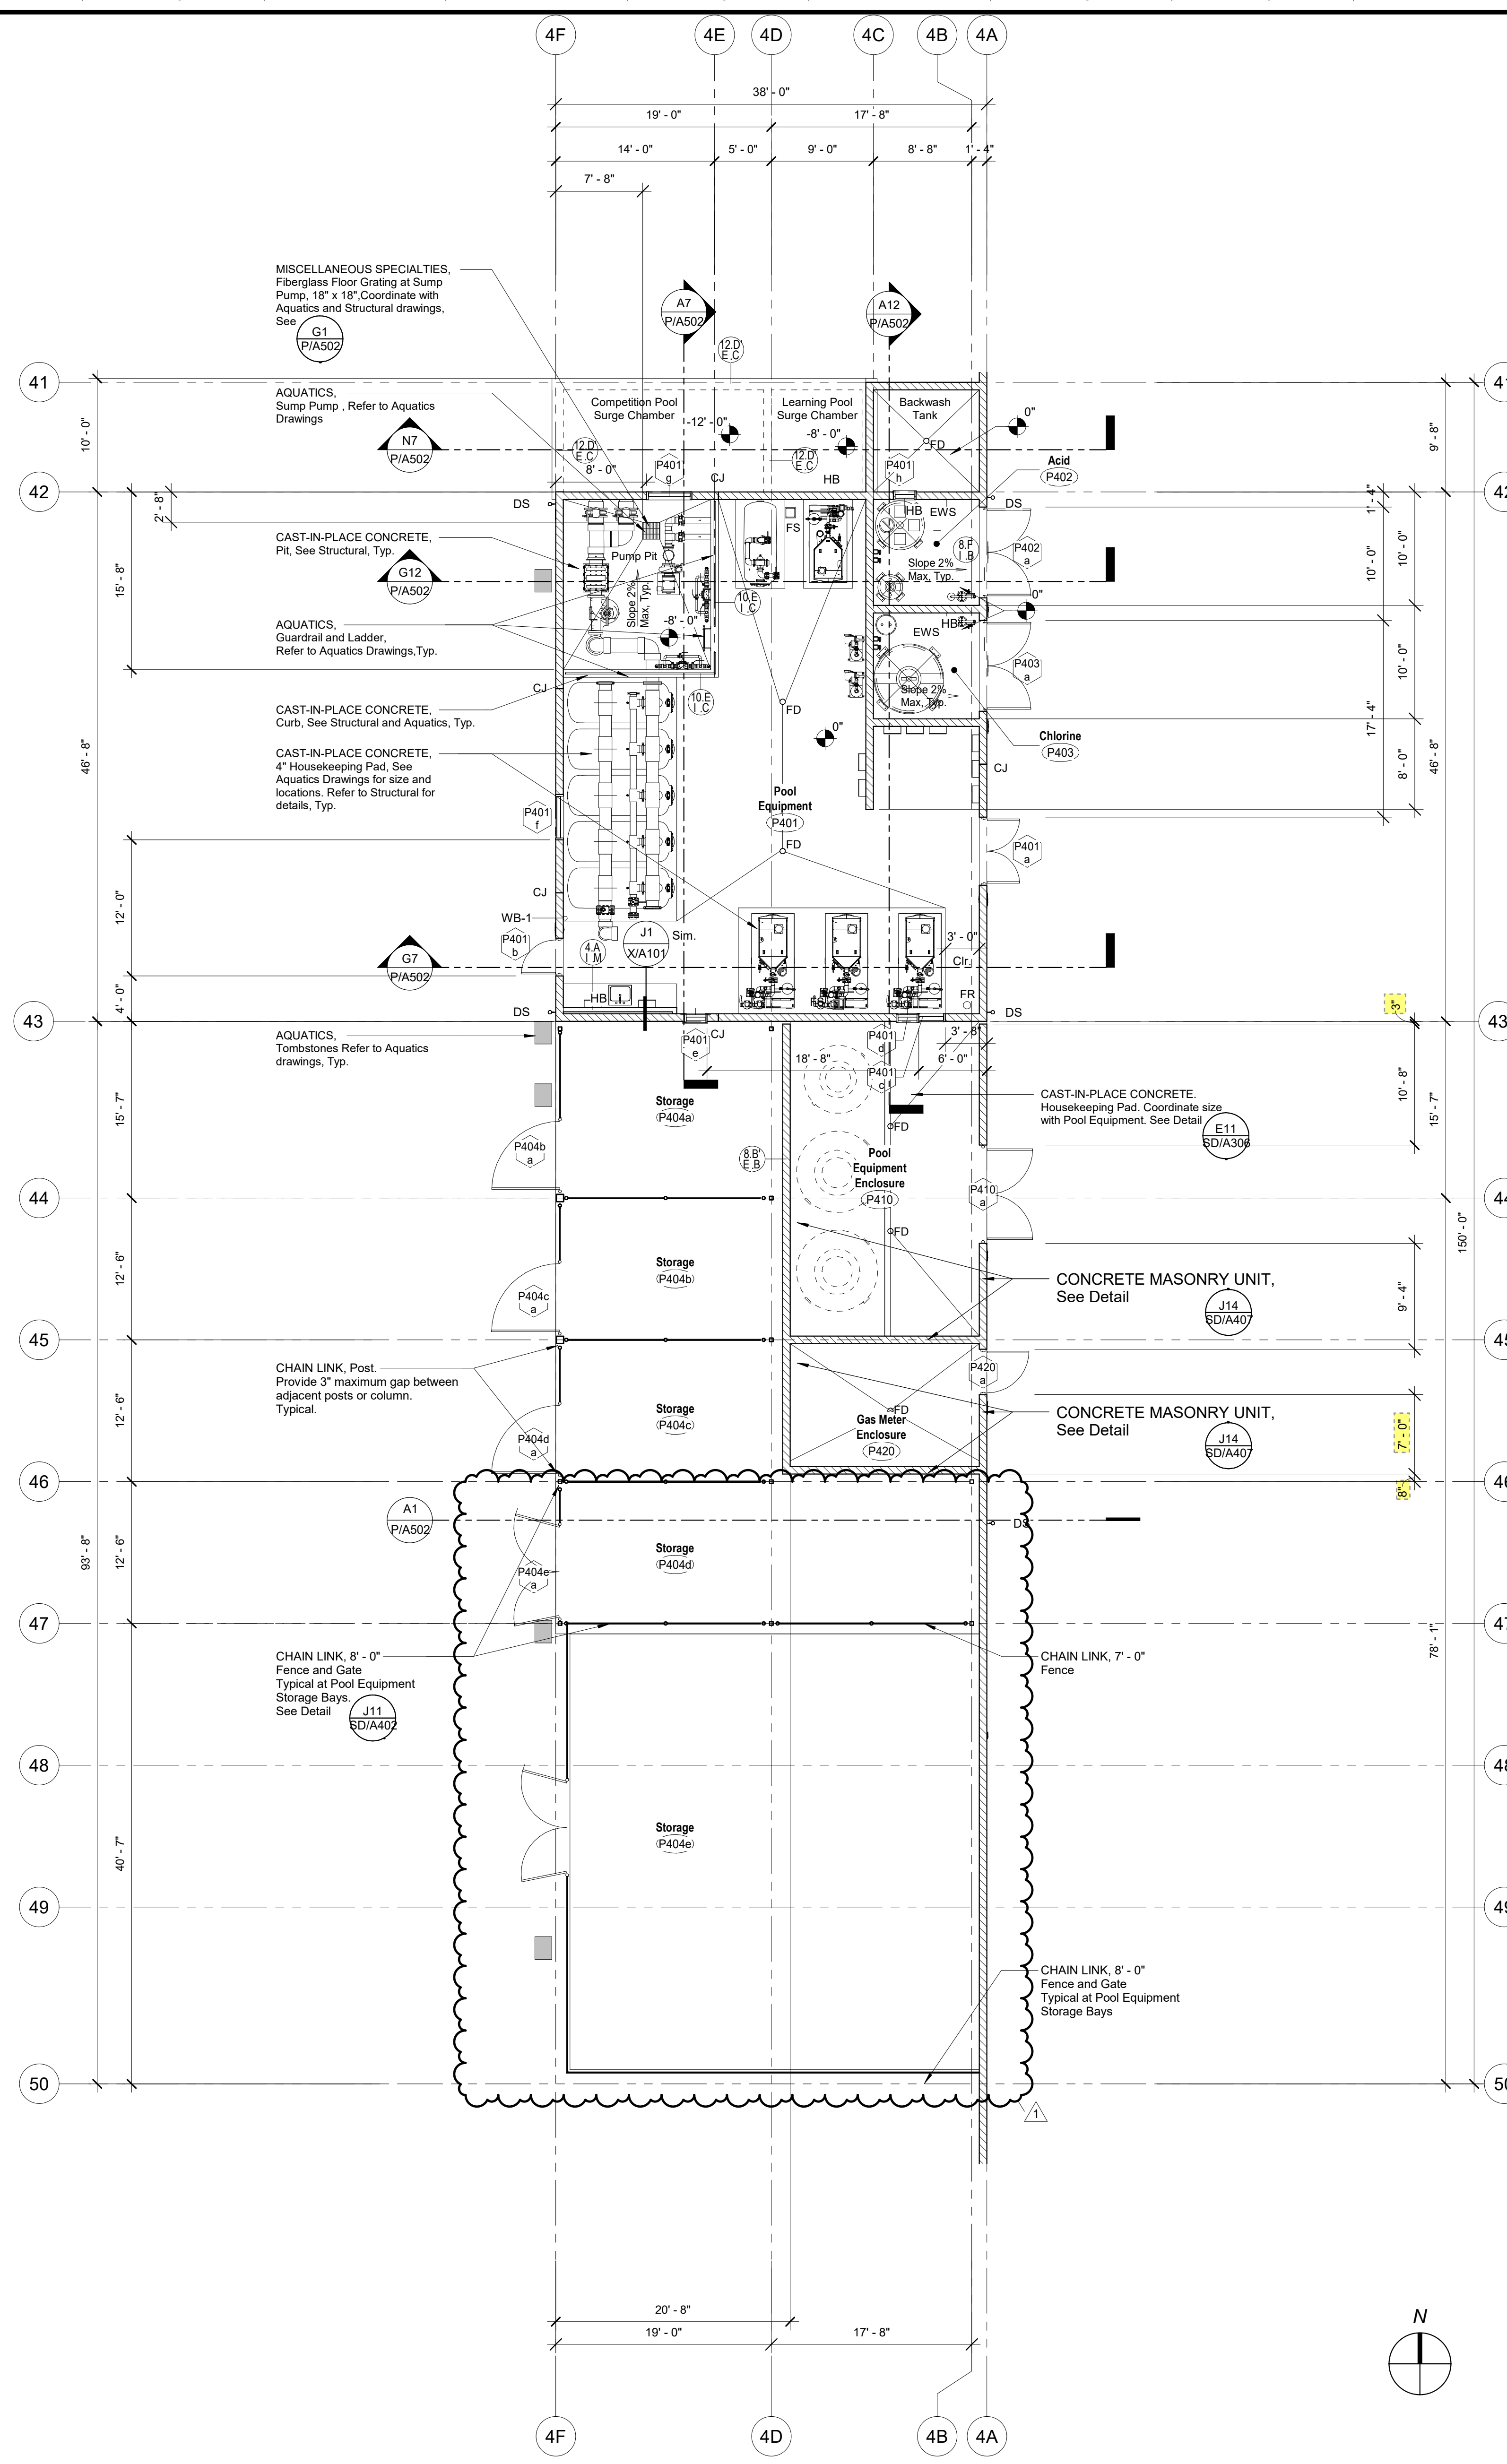 4F
4E
4D
4C
4B
4A
38' - 0"
19' - 0"
17' - 8"
14' - 0"
5' - 0"
9' - 0"
8' - 8"
1' - 4"
7' - 8"
MISCELLANEOUS SPECIALTIES,
Fiberglass Floor Grating at Sump
Pump, 18" x 18",Coordinate with
Aquatics and Structural drawings,
See
G1
P/A502
A7
P/A502
A12
P/A502
12.D'
E.C
41
41
AQUATICS,
Sump Pump , Refer to Aquatics
Drawings
Competition Pool
Surge Chamber
Learning Pool
Surge Chamber
Backwash
Tank
-12' - 0"
-8' - 0"
0"
10' - 0"
9' - 8"
N7
P/A502
12.D'
E.C
12.D'
E.C
FD
8' - 0"
P401
g
CJ
HB
P401
h
Acid
P402
42
42
2' - 8"
DS
DS
1' - 4"
FS
HB
EWS
CAST-IN-PLACE CONCRETE,
Pit, See Structural, Typ.
Pump Pit
8.F
I.B
P402
a
G12
P/A502
15' - 8"
Slope 2%
Max, Typ.
Slope 2%
Max, Typ.
10' - 0"
10' - 0"
10.E
I.C
0"
AQUATICS,
Guardrail and Ladder,
Refer to Aquatics Drawings,Typ.
-8' - 0"
HB
EWS
P403
a
10' - 0"
CJ
10.E
I.C
Slope 2%
Max, Typ.
CAST-IN-PLACE CONCRETE,
Curb, See Structural and Aquatics, Typ.
FD
0"
17' - 4"
Chlorine
P403
46' - 8"
46' - 8"
8' - 0"
CAST-IN-PLACE CONCRETE,
4" Housekeeping Pad, See
Aquatics Drawings for size and
locations. Refer to Structural for
details, Typ.
CJ
Pool
Equipment
P401
P401
f
FD
P401
a
12' - 0"
CJ
WB-1
P401
b
J1
X/A101
Sim.
4.A
I.M
3' - 0"
Clr.
G7
P/A502
4' - 0"
HB
FR
DS
DS
43
43
3"
AQUATICS,
Tombstones Refer to Aquatics
drawings, Typ.
P401
e
CJ
P401
d
3' - 8"
18' - 8"
6' - 0"
P401
c
10' - 8"
15' - 7"
15' - 7"
CAST-IN-PLACE CONCRETE.
Housekeeping Pad. Coordinate size
with Pool Equipment. See Detail
E11
SD/A306
Storage
P404a
FD
P404b
a
8.B'
E.B
Pool
Equipment
Enclosure
P410
P410
a
44
44
FD
12' - 6"
Storage
P404b
P404c
a
CONCRETE MASONRY UNIT,
See Detail
J14
SD/A407
9' - 4"
150' - 0"
45
45
CHAIN LINK, Post.
Provide 3" maximum gap between
adjacent posts or column.
Typical.
P420
a
12' - 6"
Storage
P404c
FD
Gas Meter
Enclosure
P420
P404d
a
CONCRETE MASONRY UNIT,
See Detail
J14
SD/A407
7' - 0"
46
46
8"
A1
P/A502
DS
93' - 8"
12' - 6"
Storage
P404d
P404e
a
47
47
78' - 1"
CHAIN LINK, 8' - 0"
Fence and Gate
Typical at Pool Equipment
Storage Bays.
See Detail
J11
SD/A402
CHAIN LINK, 7' - 0"
Fence
48
48
Storage
P404e
40' - 7"
49
49
CHAIN LINK, 8' - 0"
Fence and Gate
Typical at Pool Equipment
Storage Bays
50
50
1
20' - 8"
19' - 0"
17' - 8"
N
4F
4D
4B
4A